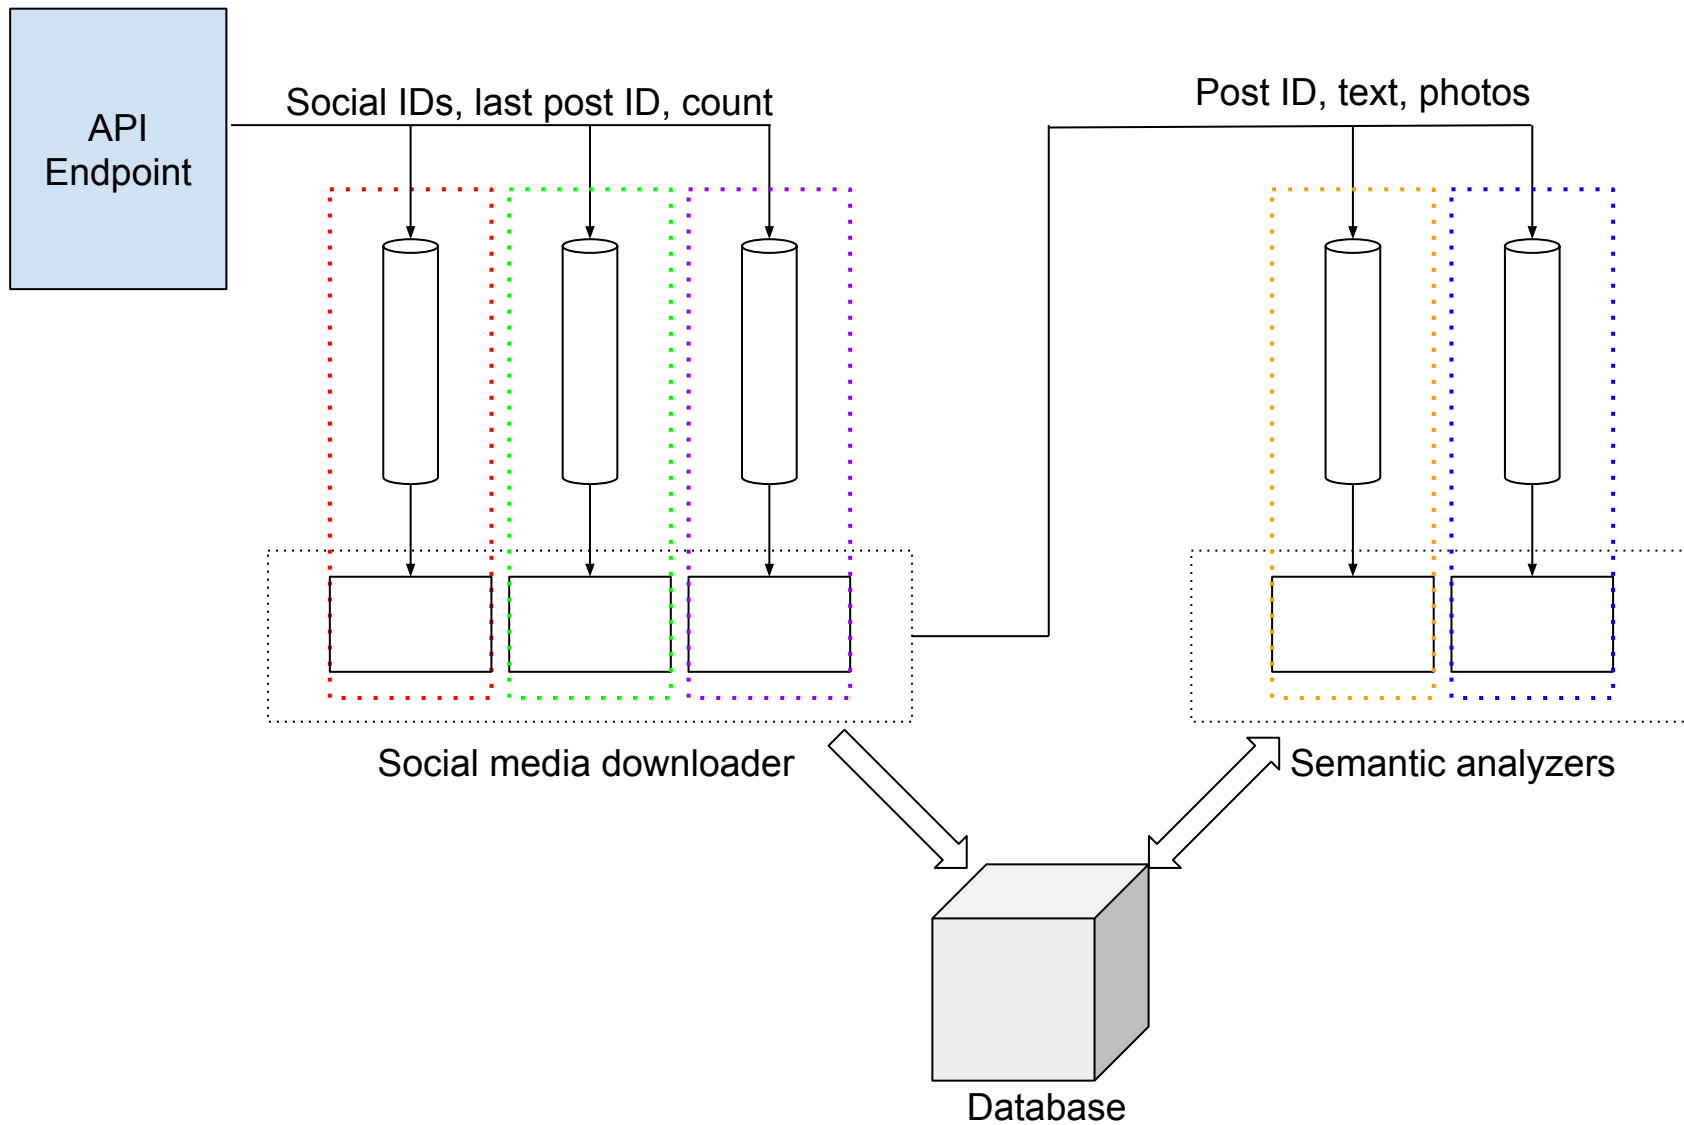 API
Endpoint
Social IDs, last post ID, count
Post ID, text, photos
Social media downloader
Semantic analyzers
Database